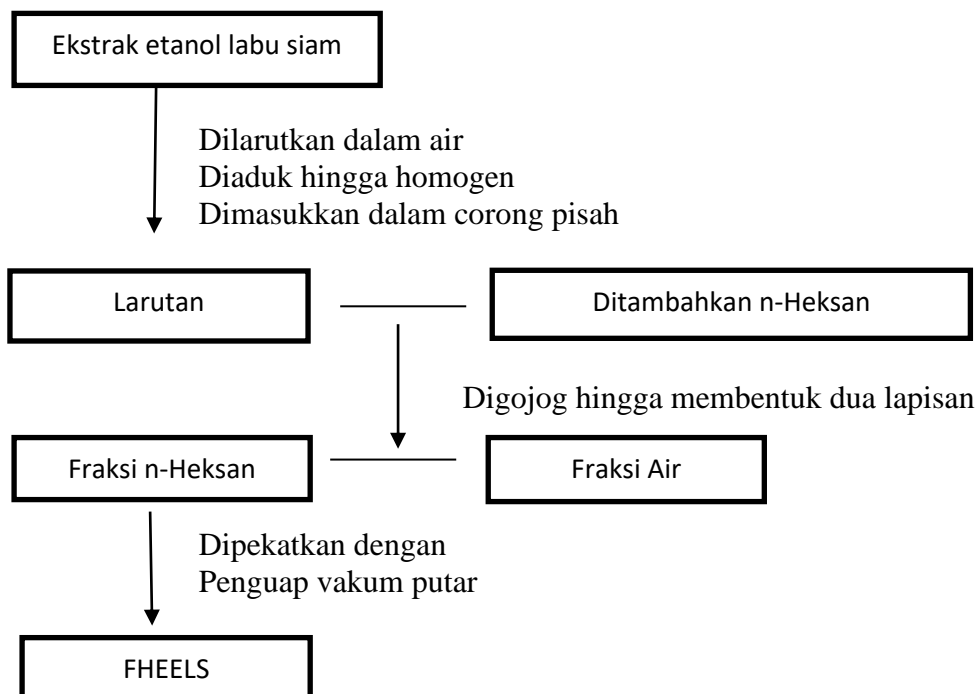 Ekstrak etanol labu siam
Dilarutkan dalam air
Diaduk hingga homogen
Dimasukkan dalam corong pisah
Larutan
Ditambahkan n-Heksan
Digojog hingga membentuk dua lapisan
Fraksi n-Heksan
Fraksi Air
Dipekatkan dengan
Penguap vakum putar
FHEELS